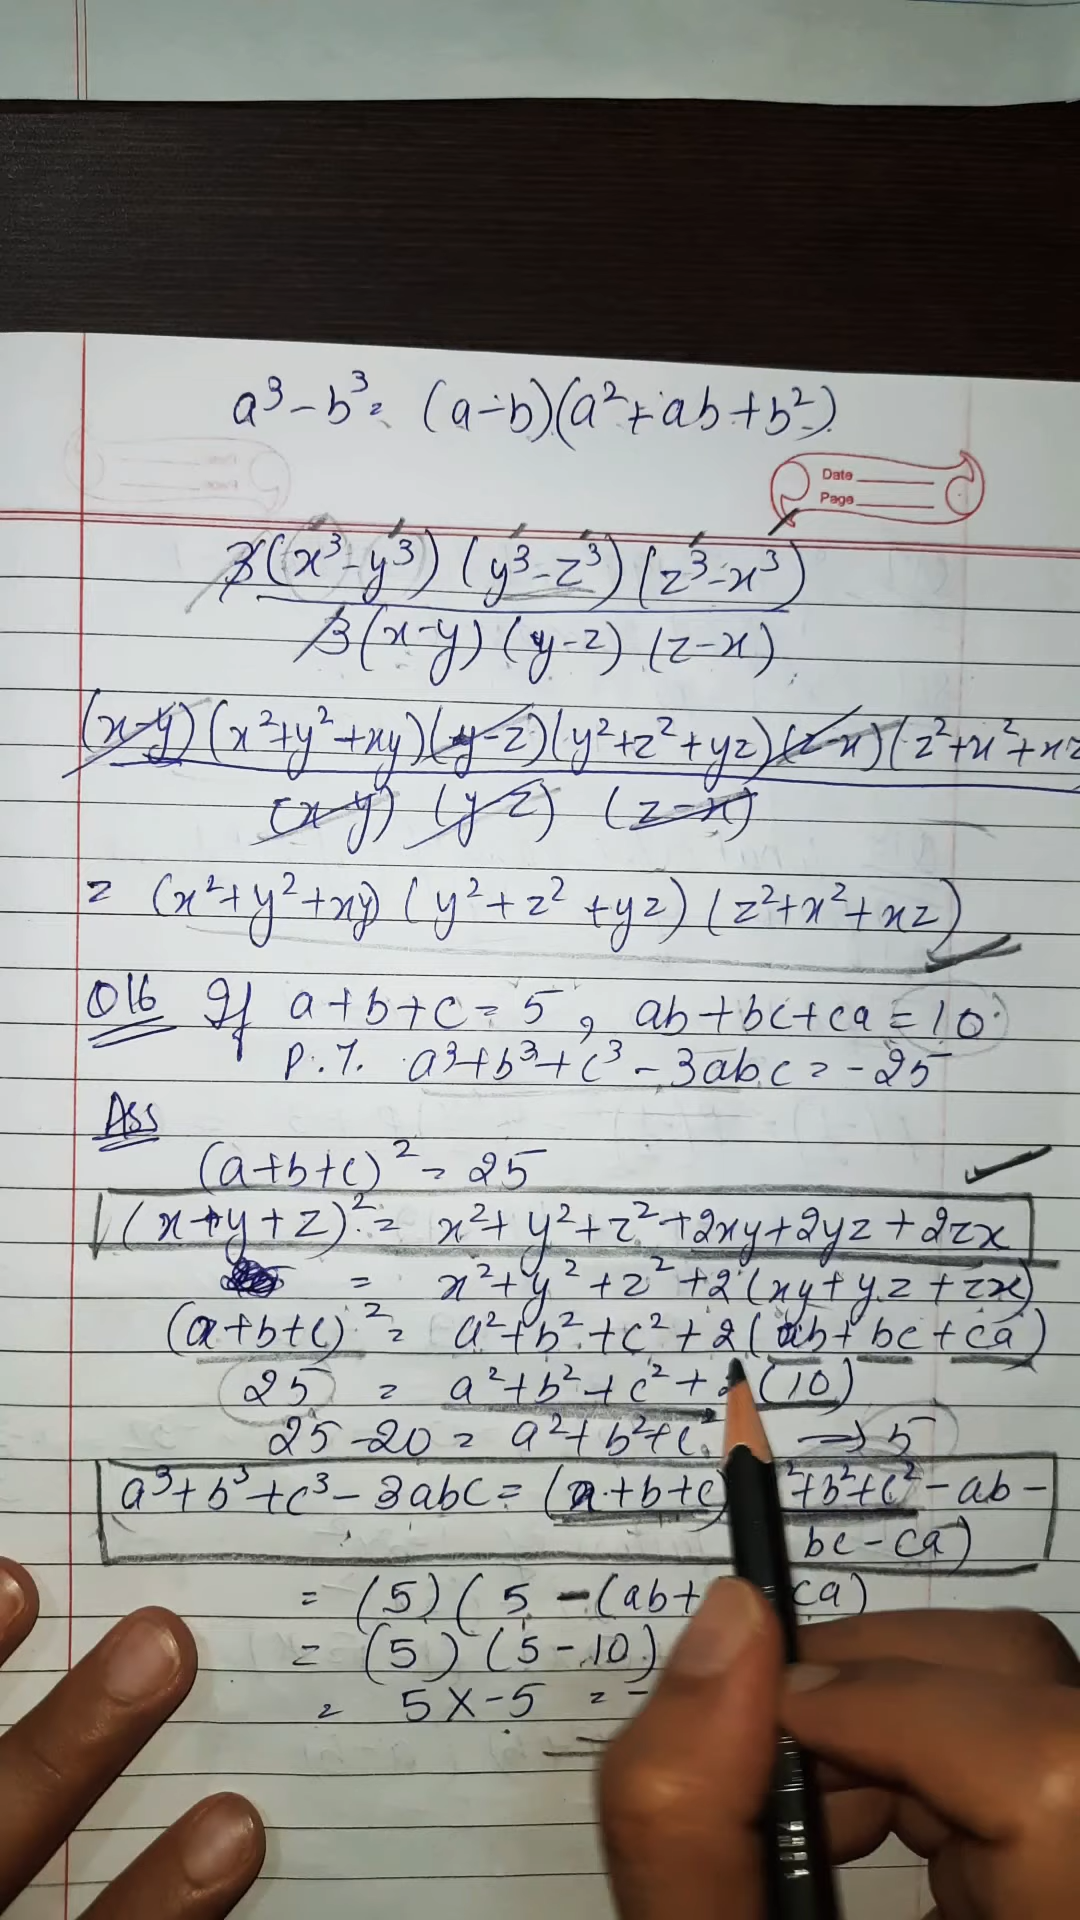 a³-b³= (a-b)(a²+ab+b²)
Date
Page
3(x³-y³) (y³-z³) (z³-x³)
3(x-y) (y-z) (z-x)
(x-y)(x²+y²+xy)(y-z)(y²+z²+yz)(z-x)(z²+x²+xz
(x-y) (y-z) (z-x)
= (x²+y²+xy) (y²+z²+yz) (z²+x²+xz)
Q16 If a+b+c=5, ab+bc+ca=10.
P.T. a³+b³+c³-3abc=-25
Ans
(a+b+c)²=25
(x+y+z)²= x²+y²+z²+2xy+2yz+2zx
= x²+y²+z²+2(xy+yz+zx)
(a+b+c)²= a²+b²+c²+2(ab+bc+ca)
25 = a²+b²+c²+ (10)
25-20= a²+b²+c → 5
a³+b³+c³-3abc=(a+b+c) ²+b²+c²-ab-
bc-ca)
= (5)(5-(ab+ ca)
= (5)(5-10)
= 5×-5 = -